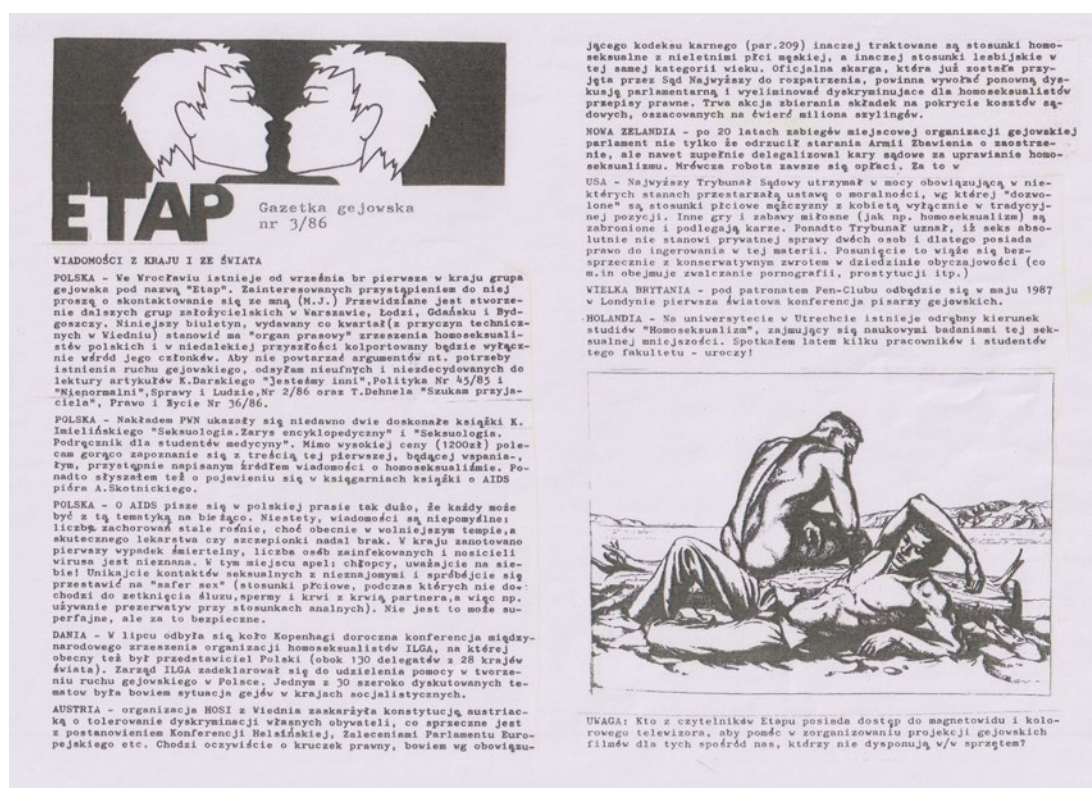 ETAP
Gazetka gejowska
nr 3/86
WIADOMOŚCI Z KRAJU I ZE ŚWIATA
POLSKA - We Wrocławiu istnieje od września br pierwsza w kraju grupa
gejowska pod nazwą "Etap". Zainteresowanych przystąpieniem do niej
proszę o skontaktowanie się ze mną (M.J.) Przewidziane jest stworze-
nie dalszych grup założycielskich w Warszawie, Łodzi, Gdańsku i Byd-
goszczy. Niniejszy biuletyn, wydawany co kwartał(z przyczyn technicz-
nych w Wiedniu) stanowić ma "organ prasowy" zrzeszenia homoseksuali-
stów polskich i w niedalekiej przyszłości kolportowany będzie wyłącz-
nie wśród jego członków. Aby nie powtarzać argumentów nt. potrzeby
istnienia ruchu gejowskiego, odsyłam nieufnych i niezdecydowanych do
lektury artykułów K.Darskiego "Jesteśmy inni",Polityka Nr 45/85 i
"Nienormalni",Sprawy i Ludzie,Nr 2/86 oraz T.Dehnela "Szukam przyja-
ciela", Prawo i Życie Nr 36/86.
POLSKA - Nakładem PWN ukazały się niedawno dwie doskonałe książki K.
Imielińskiego "Seksuologia.Zarys encyklopedyczny" i "Seksuologia.
Podręcznik dla studentów medycyny". Mimo wysokiej ceny (1200zł) pole-
cam gorąco zapoznanie się z treścią tej pierwszej, będącej wspania-,
łym, przystępnie napisanym źródłem wiadomości o homoseksualiźmie. Po-
nadto słyszałem też o pojawieniu się w księgarniach książki o AIDS
pióra A.Skotnickiego.
POLSKA - O AIDS pisze się w polskiej prasie tak dużo, że każdy może
być z tą tematyką na bieżąco. Niestety, wiadomości są niepomyślne:
liczba zachorowań stale rośnie, choć obecnie w wolniejszym tempie,a
skutecznego lekarstwa czy szczepionki nadal brak. W kraju zanotowano
pierwszy wypadek śmiertelny, liczba osób zainfekowanych i nosicieli
wirusa jest nieznana. W tym miejscu apel: chłopcy, uważajcie na sie-
bie! Unikajcie kontaktów seksualnych z nieznajomymi i spróbójcie się
przestawić na "safer sex" (stosunki płciowe, podczas których nie do-
chodzi do zetknięcia śluzu,spermy i krwi z krwią partnera,a więc np.
używanie prezerwatyw przy stosunkach analnych). Nie jest to może su-
perfajne, ale za to bezpieczne.
DANIA - W lipcu odbyła się koło Kopenhagi doroczna konferencja między-
narodowego zrzeszenia organizacji homoseksualistów ILGA, na której
obecny też był przedstawiciel Polski (obok 130 delegatów z 28 krajów
świata). Zarząd ILGA zadeklarował się do udzielenia pomocy w tworze-
niu ruchu gejowskiego w Polsce. Jednym z 30 szeroko dyskutowanych te-
matow była bowiem sytuacja gejów w krajach socjalistycznych.
AUSTRIA - organizacja HOSI z Wiednia zaskarżyła konstytucję austriac-
ką o tolerowanie dyskryminacji własnych obywateli, co sprzeczne jest
z postanowieniem Konferencji Helsińskiej, Zaleceniami Parlamentu Euro-
pejskiego etc. Chodzi oczywiście o kruczek prawny, bowiem wg obowiązu-
jącego kodeksu karnego (par.209) inaczej traktowane są stosunki homo-
seksualne z nieletnimi płci męskiej, a inaczej stosunki lesbijskie w
tej samej kategorii wieku. Oficjalna skarga, która już została przy-
jęta przez Sąd Najwyższy do rozpatrzenia, powinna wywołać ponowną dys-
kusję parlamentarną i wyeliminować dyskryminujace dla homoseksualistów
przepisy prawne. Trwa akcja zbierania składek na pokrycie kosztów są-
dowych, oszacowanych na ćwierć miliona szylingów.
NOWA ZELANDIA - po 20 latach zabiegów miejscowej organizacji gejowskiej
parlament nie tylko że odrzucił starania Armii Zbawienia o zaostrze-
nie, ale nawet zupełnie delegalizował kary sądowe za uprawianie homo-
seksualizmu. Mrówcza robota zawsze się opłaci. Za to w
USA - Najwyższy Trybunał Sądowy utrzymał w mocy obowiązującą w nie-
których stanach przestarzałą ustawę o moralności, wg której "dozwo-
lone" są stosunki płciowe mężczyzny z kobietą wyłącznie w tradycyj-
nej pozycji. Inne gry i zabawy miłosne (jak np. homoseksualizm) są
zabronione i podlegają karze. Ponadto Trybunał uznał, iż seks abso-
lutnie nie stanowi prywatnej sprawy dwóch osob i dlatego posiada
prawo do ingerowania w tej materii. Posunięcie to wiąże się bez-
sprzecznie z konserwatywnym zwrotem w dziedzinie obyczajowości (co
m.in obejmuje zwalczanie pornografii, prostytucji itp.)
WIELKA BRYTANIA - pod patronatem Pen-Clubu odbędzie się w maju 1987
w Londynie pierwsza światowa konferencja pisarzy gejowskich.
HOLANDIA - Na uniwersytecie w Utrechcie istnieje odrębny kierunek
studiów "Homoseksualizm", zajmujący się naukowymi badaniami tej sek-
sualnej mniejszości. Spotkałem latem kilku pracowników i studentów
tego fakultetu - uroczy!
UWAGA: Kto z czytelników Etapu posiada dostęp do magnetowidu i kolo-
rowego telewizora, aby pomóc w zorganizowaniu projekcji gejowskich
filmów dla tych spośród nas, którzy nie dysponują w/w sprzętem?